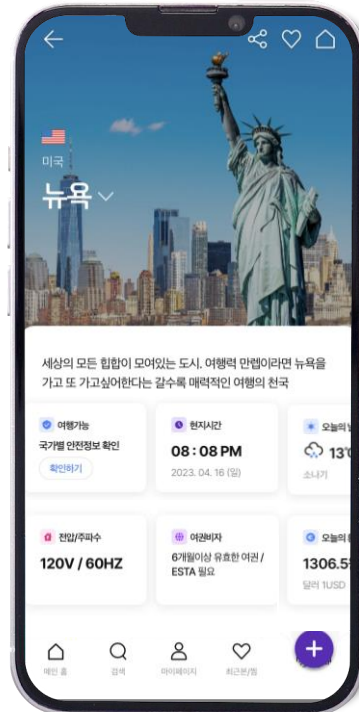 미국
뉴욕
세상의 모든 힙합이 모여있는 도시. 여행력 만렙이라면 뉴욕을
가고 또 가고싶어한다는 갈수록 매력적인 여행의 천국
여행가능
국가별 안전정보 확인
확인하기
현지시간
08 : 08 PM
2023. 04. 16 (일)
오늘의
13°
소나기
전압/주파수
120V / 60HZ
여권비자
6개월이상 유효한 여권 /
ESTA 필요
오늘의
1306.5
달러 1USD
메인 홈
검색
마이페이지
최근본/찜